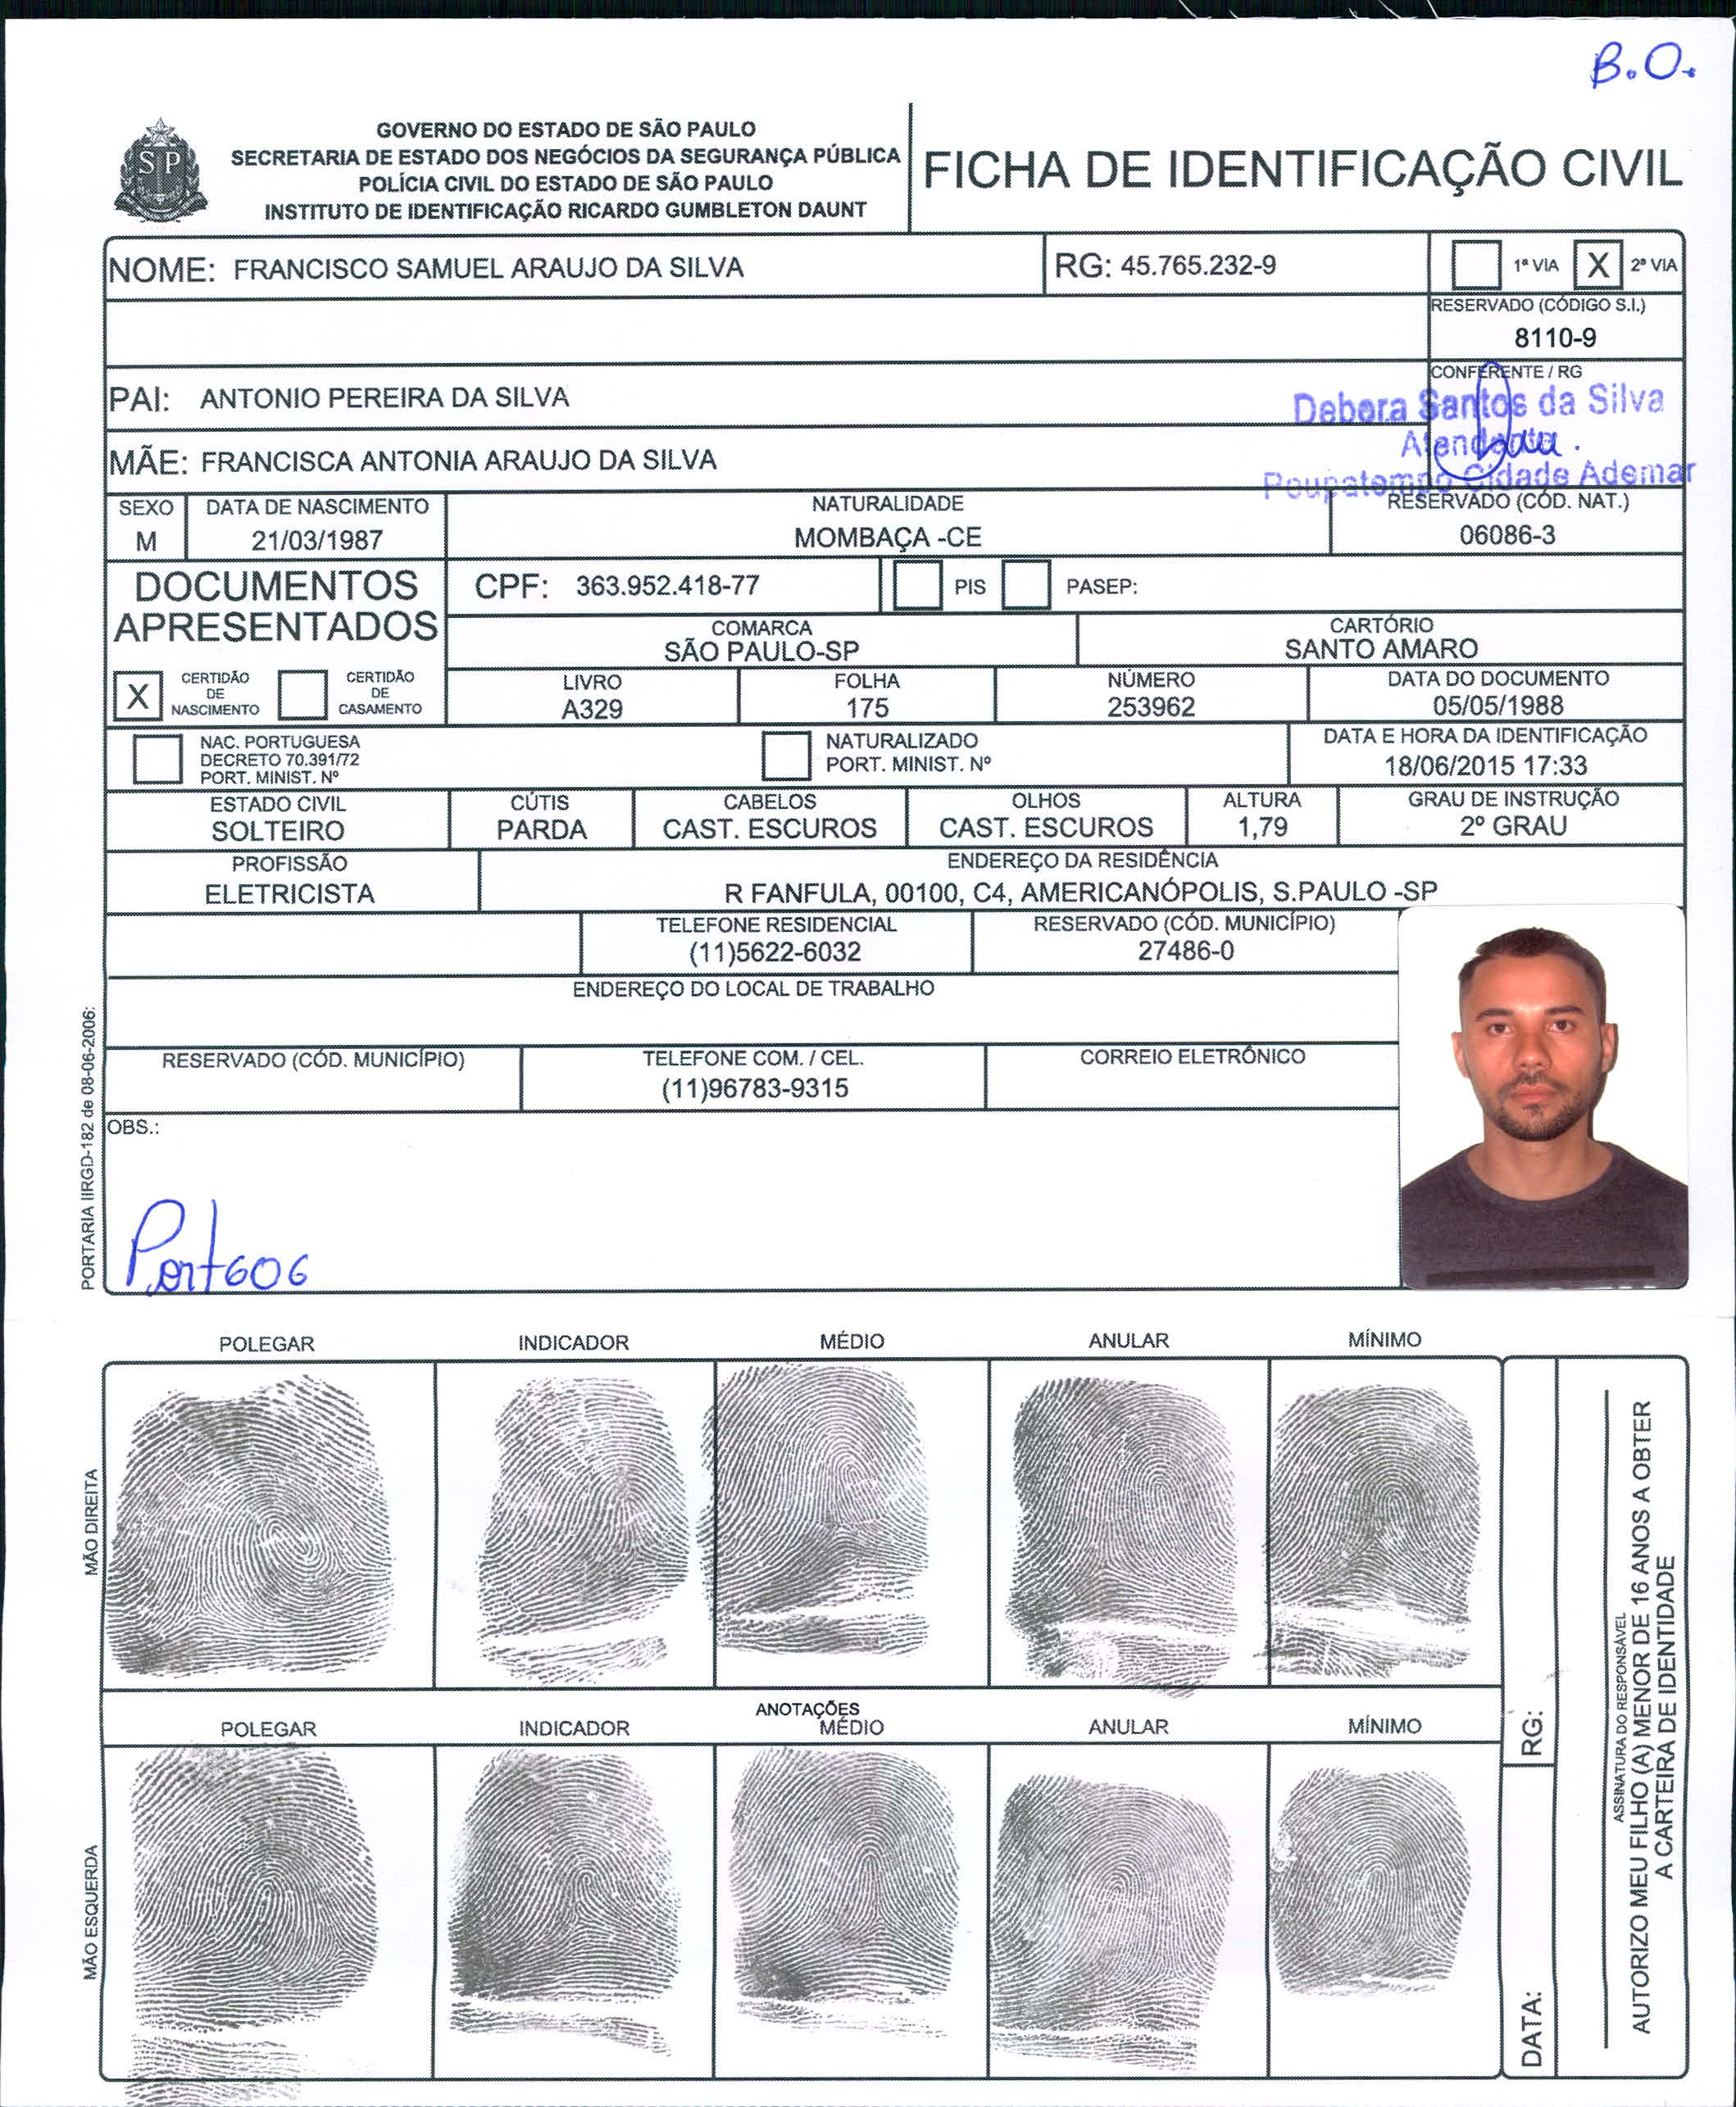 B.O.
GOVERNO DO ESTADO DE SÃO PAULO
SECRETARIA DE ESTADO DOS NEGÓCIOS DA SEGURANÇA PÚBLICA
POLÍCIA CIVIL DO ESTADO DE SÃO PAULO
INSTITUTO DE IDENTIFICAÇÃO RICARDO GUMBLETON DAUNT
SP
FICHA DE IDENTIFICAÇÃO CIVIL
NOME: FRANCISCO SAMUEL ARAUJO DA SILVA
RG: 45.765.232-9
1ª VIA X 2ª VIA
RESERVADO (CÓDIGO S.I.)
8110-9
PAI: ANTONIO PEREIRA DA SILVA
CONFERENTE / RG
Debora Santos da Silva
Atendente
Poupatempo Cidade Ademar
MÃE: FRANCISCA ANTONIA ARAUJO DA SILVA
SEXO
M
DATA DE NASCIMENTO
21/03/1987
NATURALIDADE
MOMBAÇA -CE
RESERVADO (CÓD. NAT.)
06086-3
DOCUMENTOS
APRESENTADOS
CPF: 363.952.418-77
PIS
PASEP:
COMARCA
SÃO PAULO-SP
CARTÓRIO
SANTO AMARO
X
CERTIDÃO
DE
NASCIMENTO
CERTIDÃO
DE
CASAMENTO
LIVRO
A329
FOLHA
175
NÚMERO
253962
DATA DO DOCUMENTO
05/05/1988
NAC. PORTUGUESA
DECRETO 70.391/72
PORT. MINIST. Nº
NATURALIZADO
PORT. MINIST. Nº
DATA E HORA DA IDENTIFICAÇÃO
18/06/2015 17:33
ESTADO CIVIL
SOLTEIRO
CÚTIS
PARDA
CABELOS
CAST. ESCUROS
OLHOS
CAST. ESCUROS
ALTURA
1,79
GRAU DE INSTRUÇÃO
2º GRAU
PROFISSÃO
ELETRICISTA
ENDEREÇO DA RESIDÊNCIA
R FANFULA, 00100, C4, AMERICANÓPOLIS, S.PAULO -SP
TELEFONE RESIDENCIAL
(11)5622-6032
RESERVADO (CÓD. MUNICÍPIO)
27486-0
ENDEREÇO DO LOCAL DE TRABALHO
RESERVADO (CÓD. MUNICÍPIO)
TELEFONE COM. / CEL.
(11)96783-9315
CORREIO ELETRÔNICO
OBS.:
Port606
PORTARIA IIRGD-182 de 08-06-2006:
POLEGAR INDICADOR MÉDIO ANULAR MÍNIMO
MÃO DIREITA
ANOTAÇÕES
POLEGAR INDICADOR MÉDIO ANULAR MÍNIMO
MÃO ESQUERDA
RG:
DATA:
ASSINATURA DO RESPONSÁVEL
AUTORIZO MEU FILHO (A) MENOR DE 16 ANOS A OBTER
A CARTEIRA DE IDENTIDADE